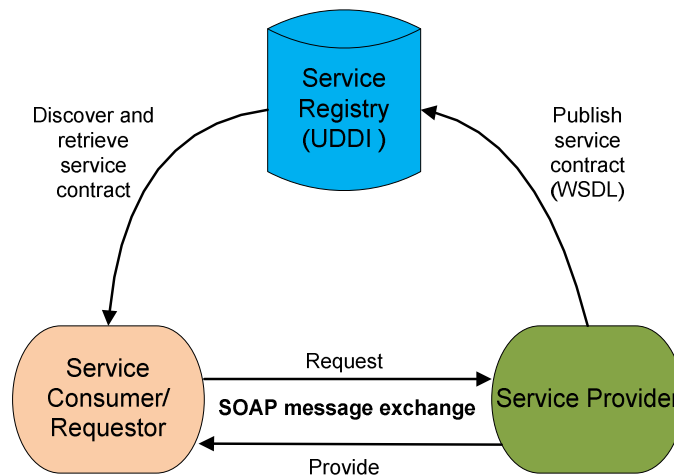 Service
Registry
(UDDI )
Discover and
retrieve
service
contract
Publish
service
contract
(WSDL)
Service
Consumer/
Requestor
Request
SOAP message exchange
Provide
Service Provider